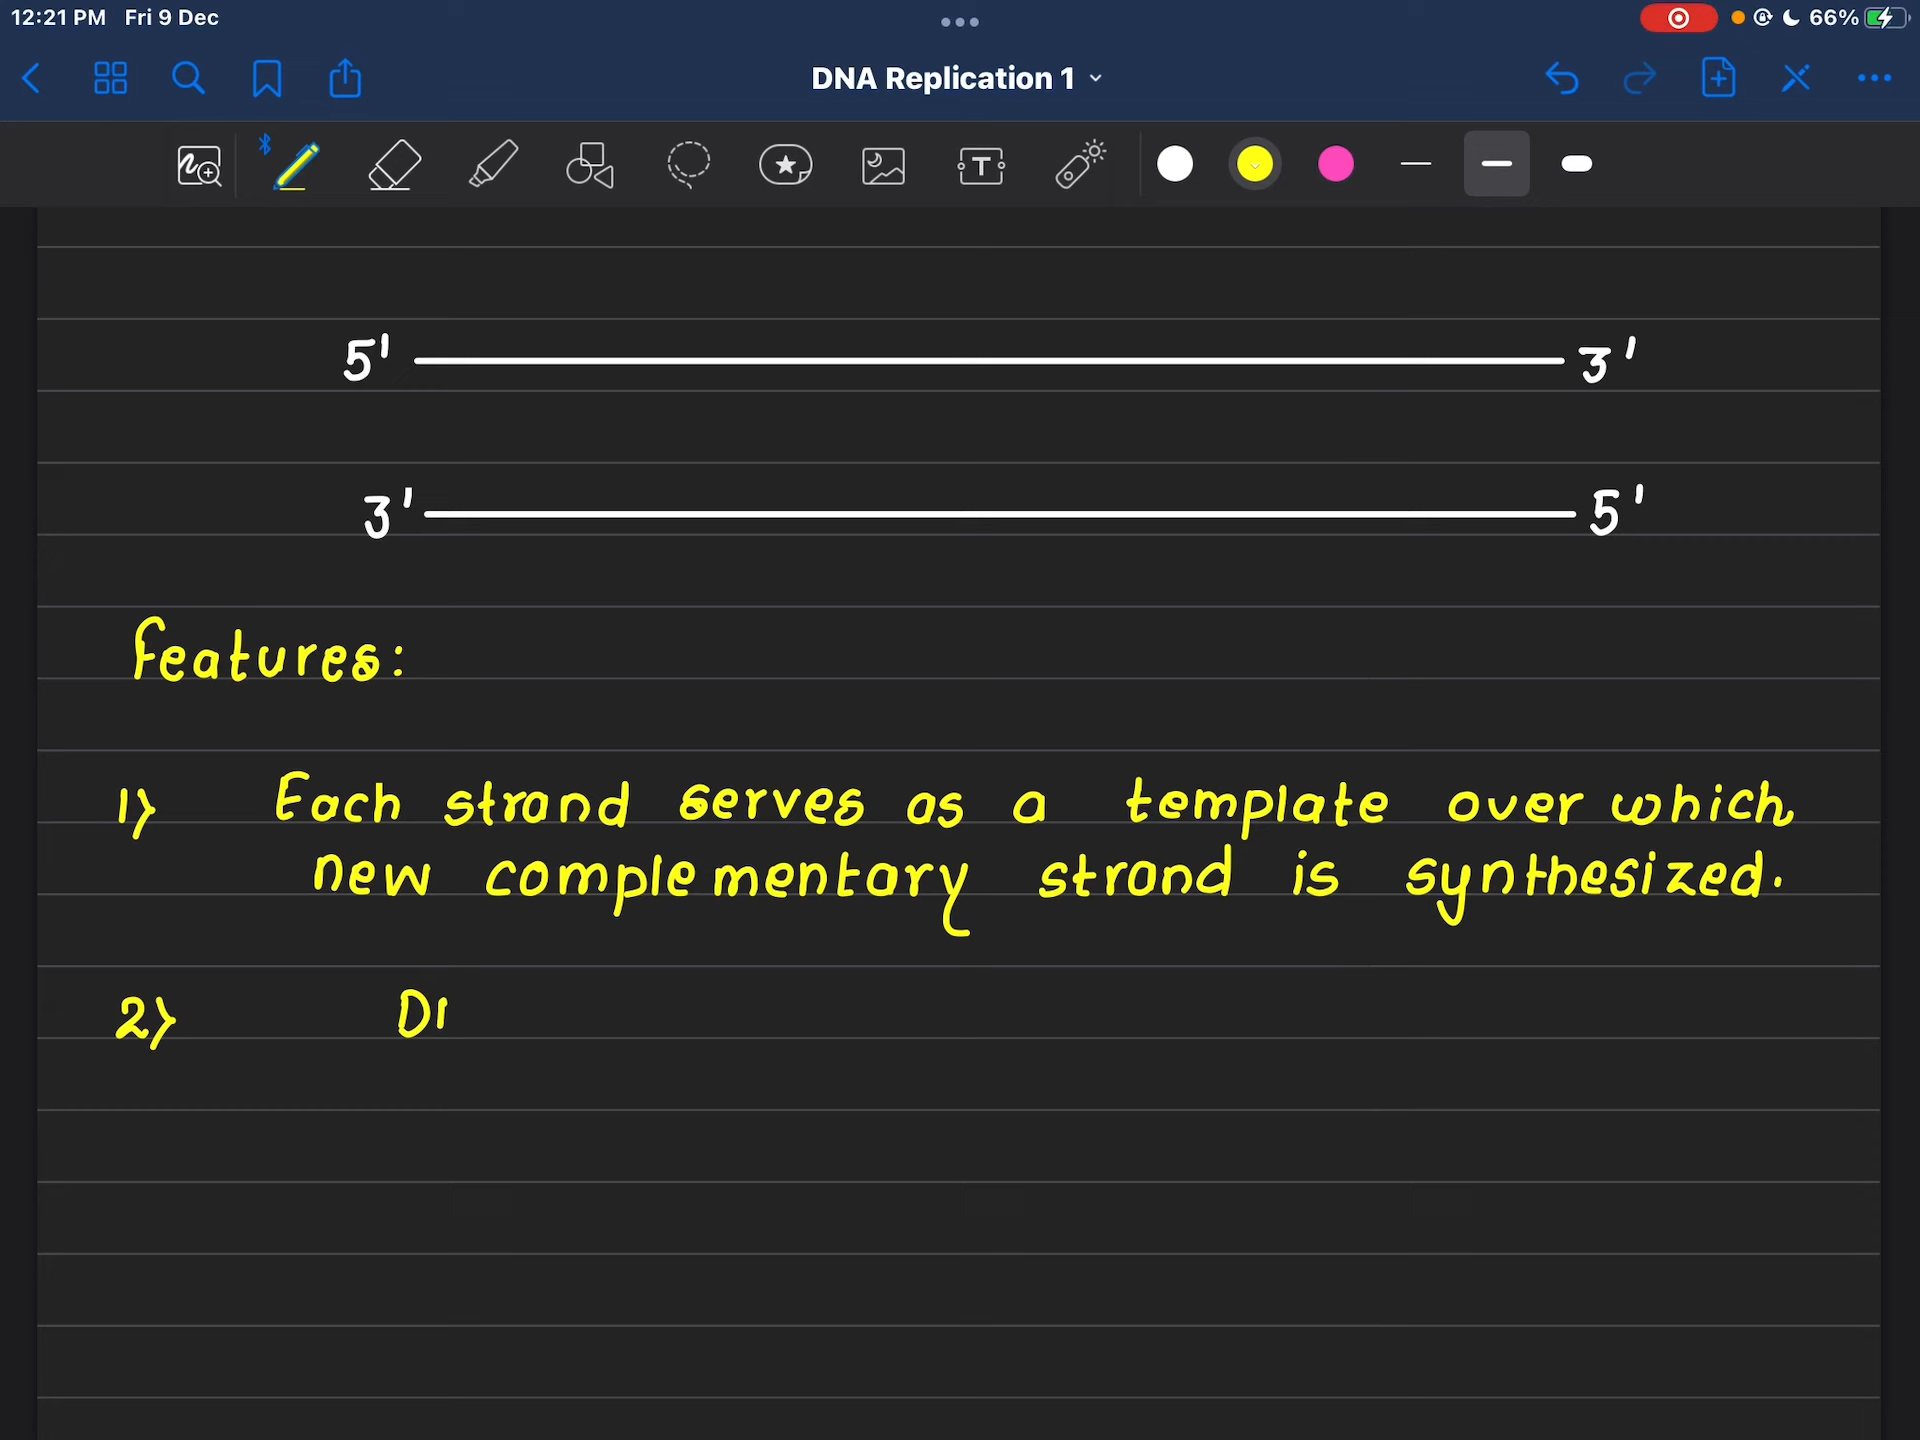 12:21 PM Fri 9 Dec
66%
DNA Replication 1
T
5' 3'
3' 5'
features:
1) Each strand serves as a template over which
new complementary strand is synthesized.
2) D